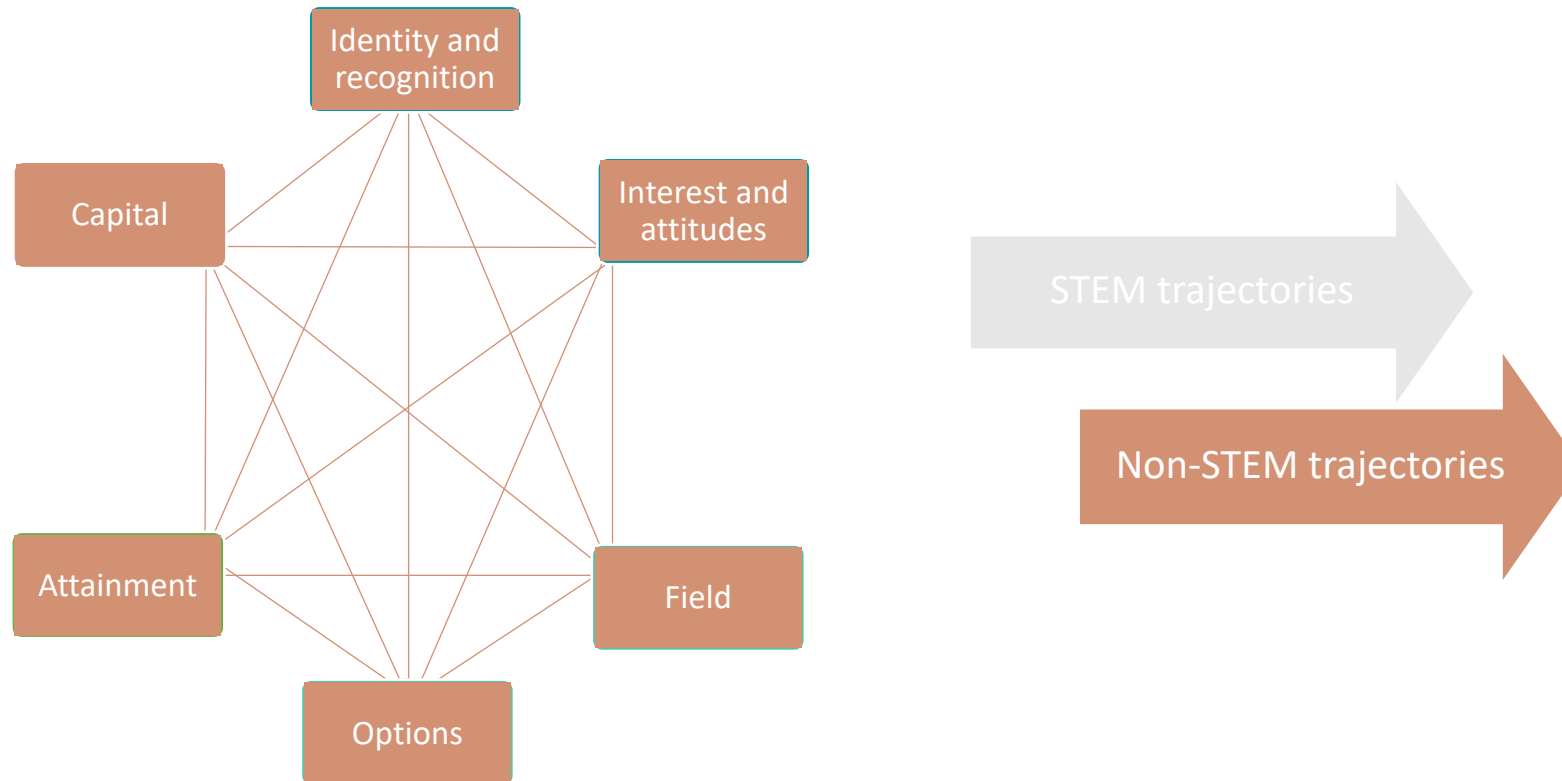 Identity and
recognition
Capital
Interest and
attitudes
STEM trajectories
Non-STEM trajectories
Attainment
Field
Options